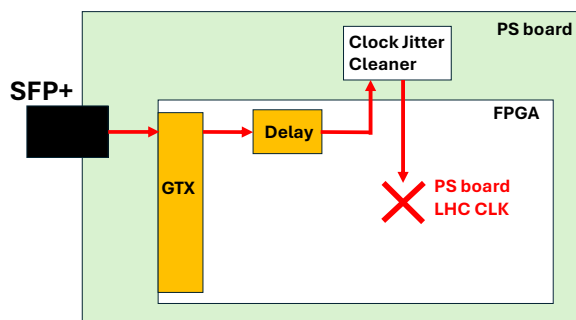 PS board
Clock Jitter
Cleaner
SFP+
FPGA
Delay
GTX
PS board
LHC CLK